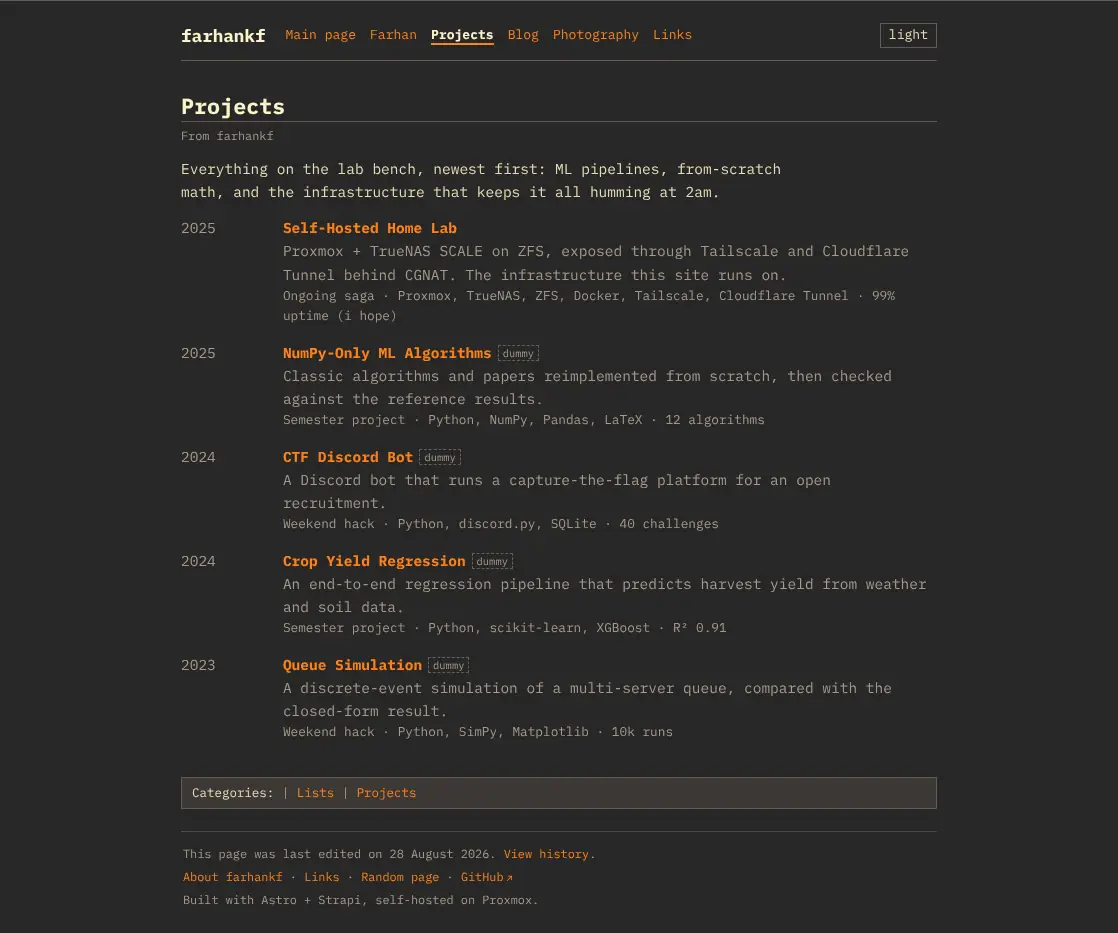 farhankf Main page Farhan Projects Blog Photography Links light
Projects
From farhankf
Everything on the lab bench, newest first: ML pipelines, from-scratch
math, and the infrastructure that keeps it all humming at 2am.
2025 Self-Hosted Home Lab
Proxmox + TrueNAS SCALE on ZFS, exposed through Tailscale and Cloudflare
Tunnel behind CGNAT. The infrastructure this site runs on.
Ongoing saga · Proxmox, TrueNAS, ZFS, Docker, Tailscale, Cloudflare Tunnel · 99%
uptime (i hope)
2025 NumPy-Only ML Algorithms dummy
Classic algorithms and papers reimplemented from scratch, then checked
against the reference results.
Semester project · Python, NumPy, Pandas, LaTeX · 12 algorithms
2024 CTF Discord Bot dummy
A Discord bot that runs a capture-the-flag platform for an open
recruitment.
Weekend hack · Python, discord.py, SQLite · 40 challenges
2024 Crop Yield Regression dummy
An end-to-end regression pipeline that predicts harvest yield from weather
and soil data.
Semester project · Python, scikit-learn, XGBoost · R² 0.91
2023 Queue Simulation dummy
A discrete-event simulation of a multi-server queue, compared with the
closed-form result.
Weekend hack · Python, SimPy, Matplotlib · 10k runs
Categories: | Lists | Projects
This page was last edited on 28 August 2026. View history.
About farhankf · Links · Random page · GitHub↗
Built with Astro + Strapi, self-hosted on Proxmox.